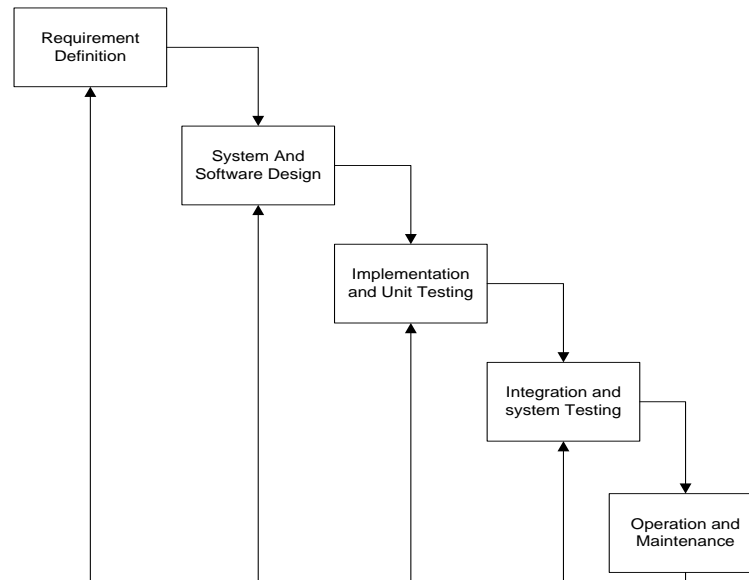 Requirement
Definition
System And
Software Design
Implementation
and Unit Testing
Integration and
system Testing
Operation and
Maintenance